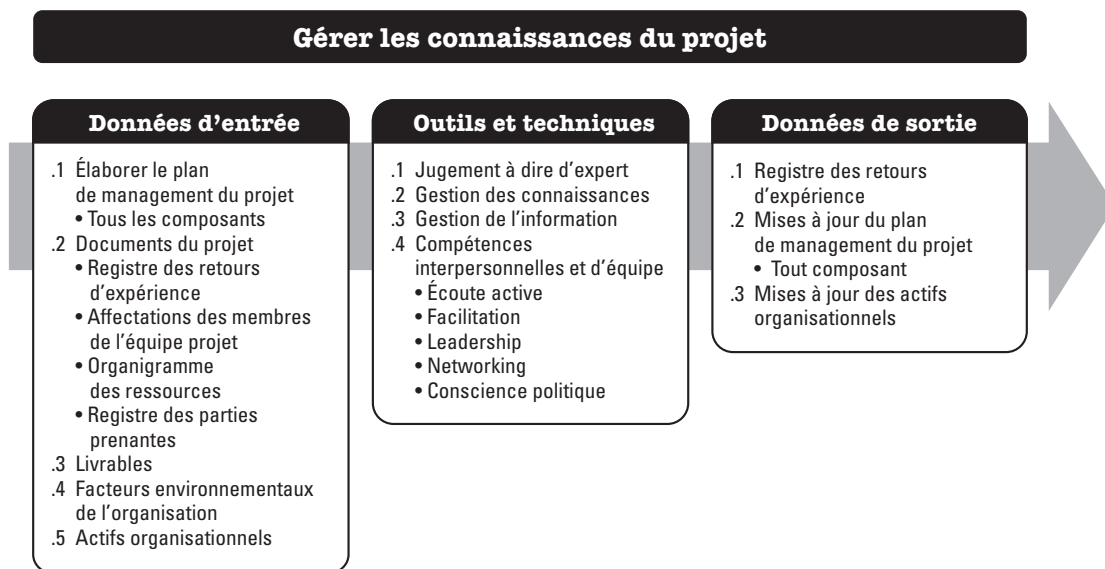 Gérer les connaissances du projet
Données d'entrée
.1 Élaborer le plan
de management du projet
• Tous les composants
.2 Documents du projet
• Registre des retours
d'expérience
• Affectations des membres
de l'équipe projet
• Organigramme
des ressources
• Registre des parties
prenantes
.3 Livrables
.4 Facteurs environnementaux
de l'organisation
.5 Actifs organisationnels
Outils et techniques
.1 Jugement à dire d'expert
.2 Gestion des connaissances
.3 Gestion de l'information
.4 Compétences
interpersonnelles et d'équipe
• Écoute active
• Facilitation
• Leadership
• Networking
• Conscience politique
Données de sortie
.1 Registre des retours
d'expérience
.2 Mises à jour du plan
de management du projet
• Tout composant
.3 Mises à jour des actifs
organisationnels